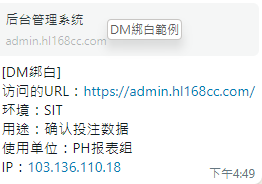 后台管理系统
DM綁白範例
admin.hl168cc.com
[DM綁白]
访问的URL：https://admin.hl168cc.com/
环境：SIT
用途：确认投注数据
使用单位：PH报表組
IP：103.136.110.18
下午4:49